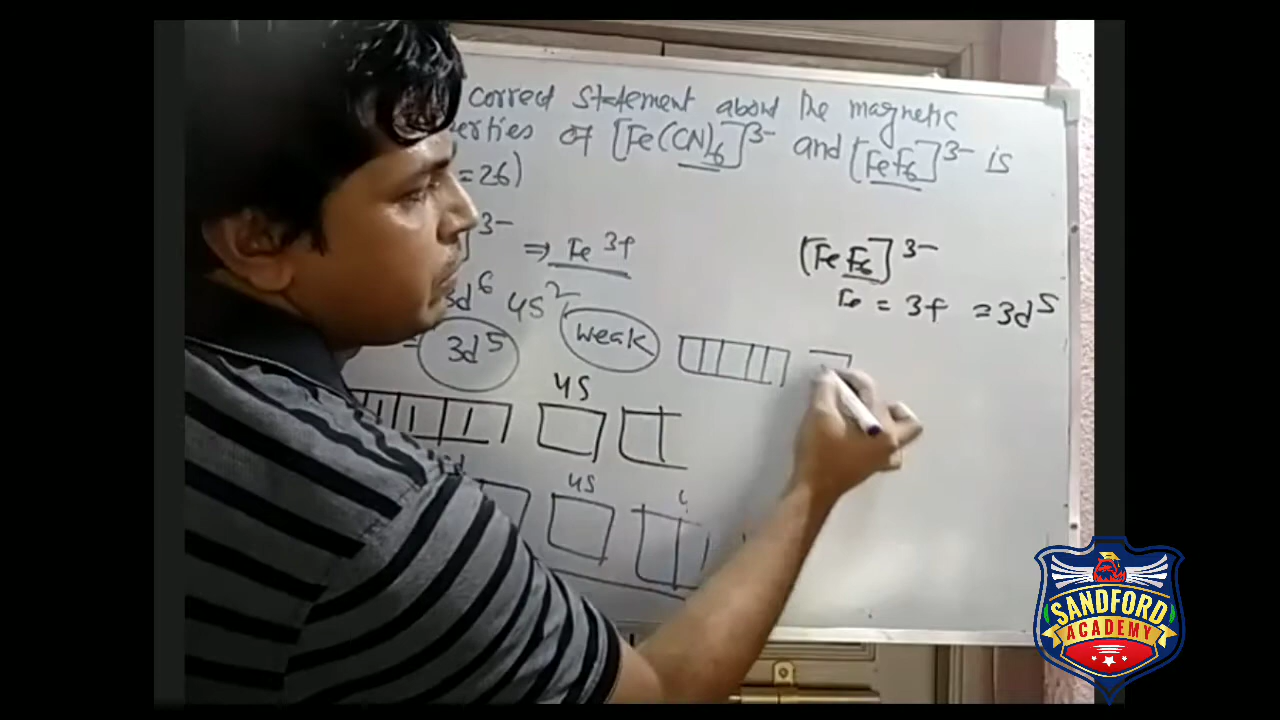 correct statement about the magnetic
erties of [Fe(CN)6]3- and [FeF6]3- is
=26)
]3- ⇒ Fe 3+
3d6 4s2
= 3d5 weak
[FeF6]3-
Fe = 3+ = 3d5
4s
4s
SANDFORD
ACADEMY